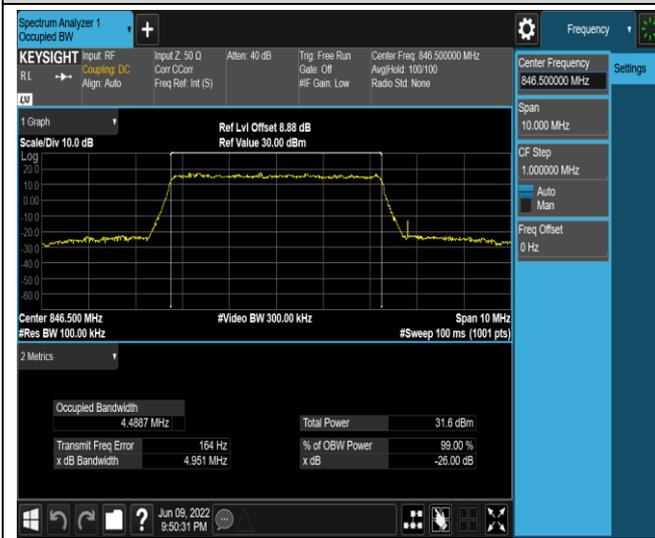 Spectrum Analyzer 1
Occupied BW
+
Frequency
KEYSIGHT
Input: RF
Coupling: DC
Align: Auto
Input Z: 50 Ω
Corr CCorr
Freq Ref: Int (S)
Atten: 40 dB
Trig: Free Run
Gate: Off
#IF Gain: Low
Center Freq: 846.500000 MHz
Avg|Hold: 100/100
Radio Std: None
RL
LXI
Center Frequency
846.500000 MHz
Settings
Span
10.000 MHz
CF Step
1.000000 MHz
Auto
Man
Freq Offset
0 Hz
1 Graph
Scale/Div 10.0 dB
Ref Lvl Offset 8.88 dB
Ref Value 30.00 dBm
Log
20.0
10.0
0.00
-10.0
-20.0
-30.0
-40.0
-50.0
-60.0
Center 846.500 MHz
#Video BW 300.00 kHz
Span 10 MHz
#Res BW 100.00 kHz
#Sweep 100 ms (1001 pts)
2 Metrics
Occupied Bandwidth
4.4887 MHz
Total Power 31.6 dBm
Transmit Freq Error 164 Hz
% of OBW Power 99.00 %
x dB Bandwidth 4.951 MHz
x dB -26.00 dB
?
Jun 09, 2022
9:50:31 PM